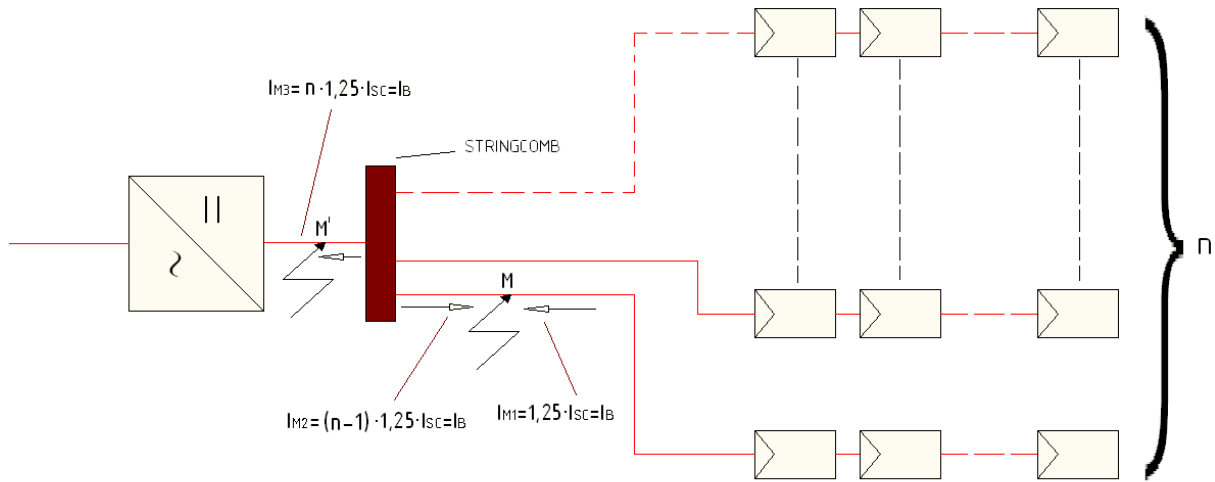 IM3= n·1,25·ISC=IB
STRINGCOMB
M'
M
n
IM2=(n-1)·1,25·ISC=IB
IM1=1,25·ISC=IB